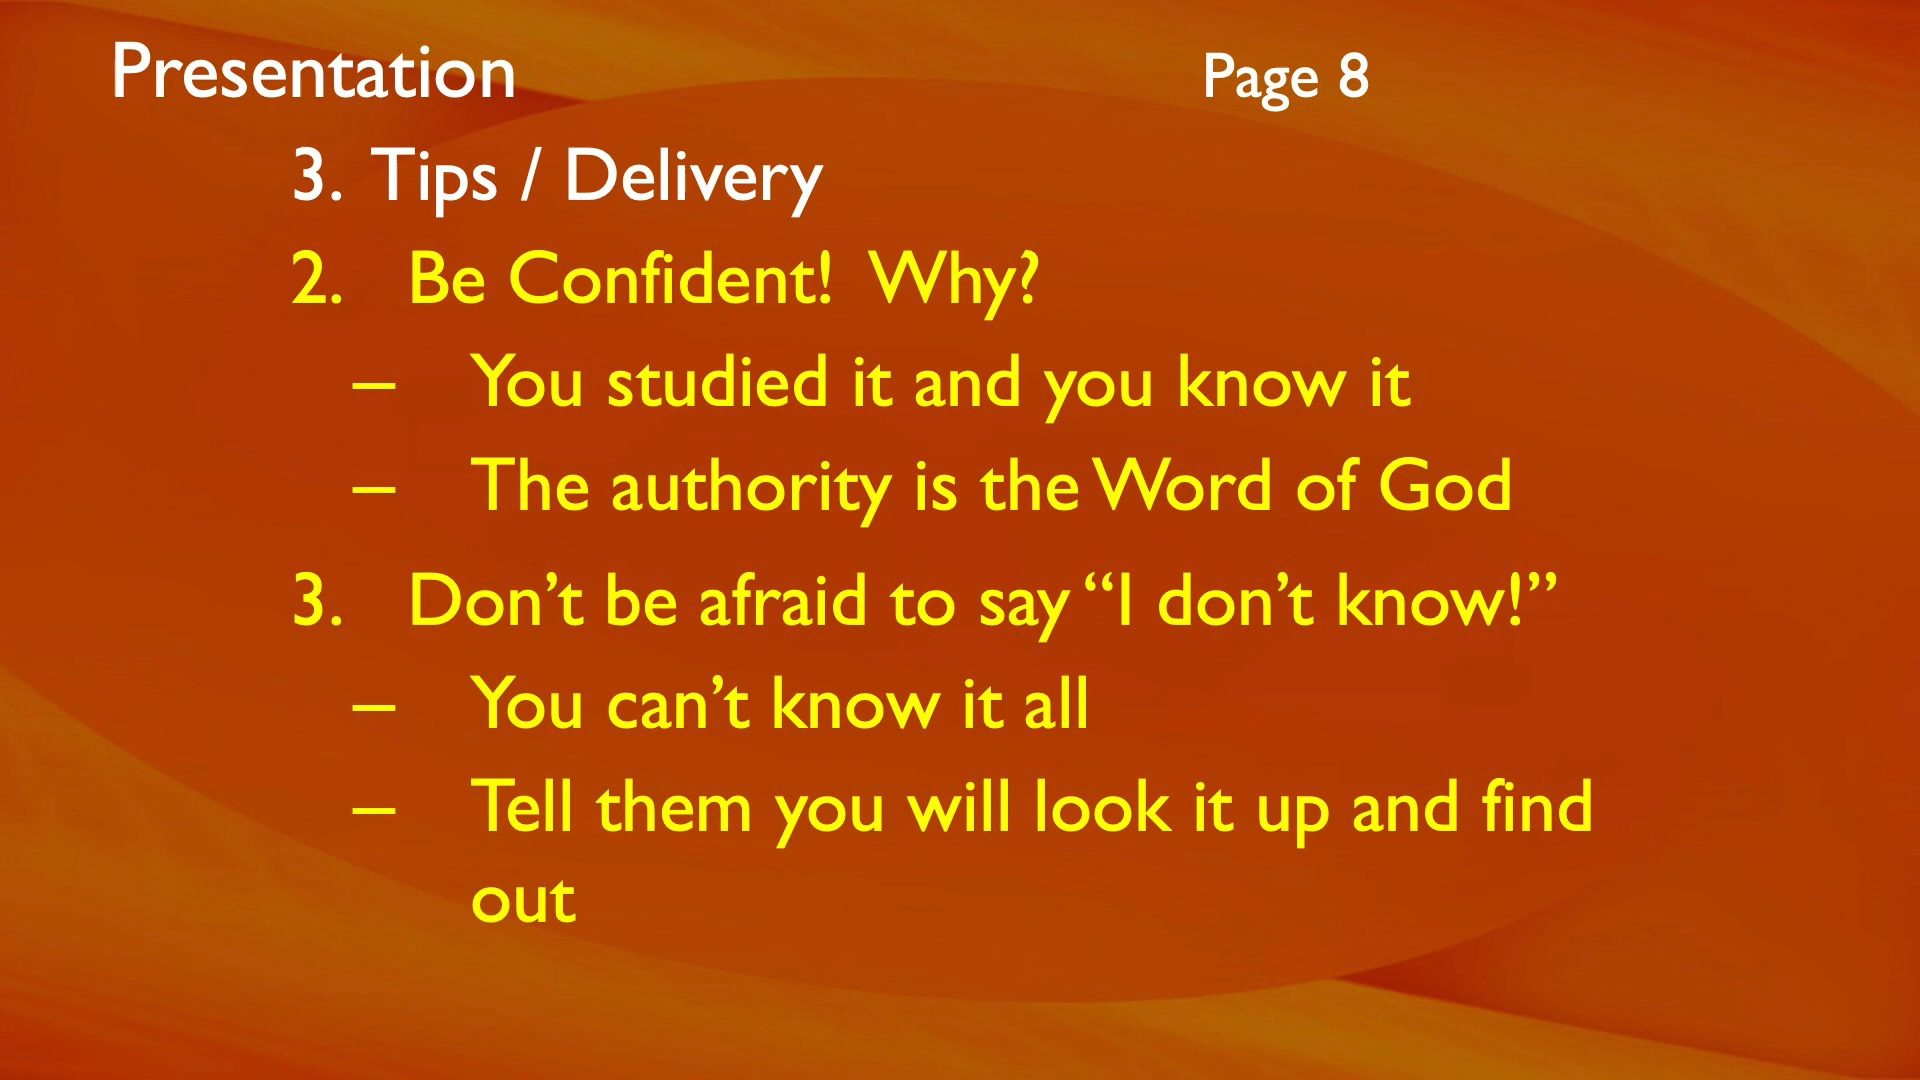 Presentation Page 8
3. Tips / Delivery
2. Be Confident! Why?
– You studied it and you know it
– The authority is the Word of God
3. Don’t be afraid to say “I don’t know!”
– You can’t know it all
– Tell them you will look it up and find
out